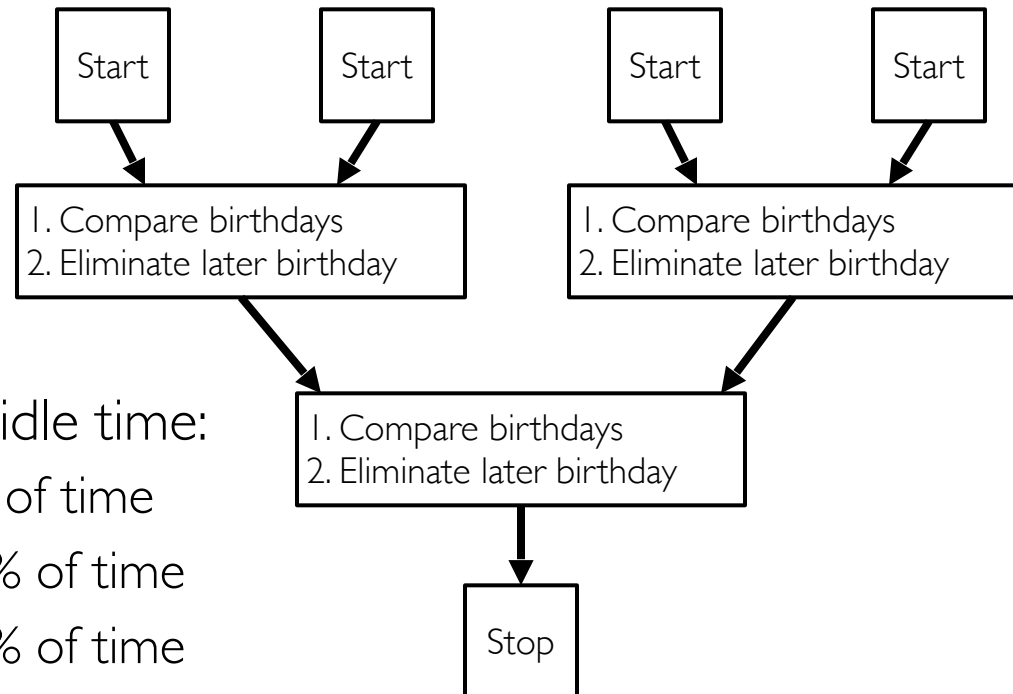 Start
Start
Start
Start
1. Compare birthdays
2. Eliminate later birthday
1. Compare birthdays
2. Eliminate later birthday
idle time:
of time
% of time
% of time
1. Compare birthdays
2. Eliminate later birthday
Stop